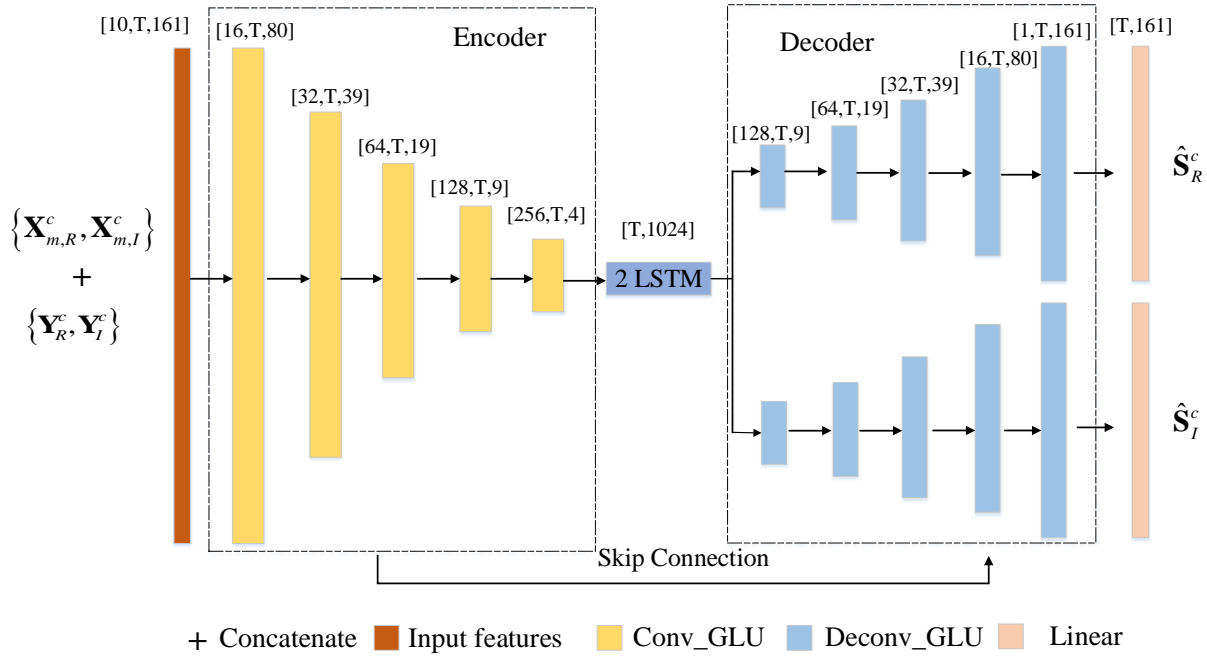 [10,T,161]
[16,T,80]
Encoder
[32,T,39]
[64,T,19]
[128,T,9]
[256,T,4]
[T,1024]
2 LSTM
Decoder
[128,T,9]
[64,T,19]
[32,T,39]
[16,T,80]
[1,T,161]
[T,161]
{X^c_{m,R}, X^c_{m,I}}
+
{Y^c_R, Y^c_I}
Ŝ^c_R
Ŝ^c_I
Skip Connection
+ Concatenate Input features Conv_GLU Deconv_GLU Linear